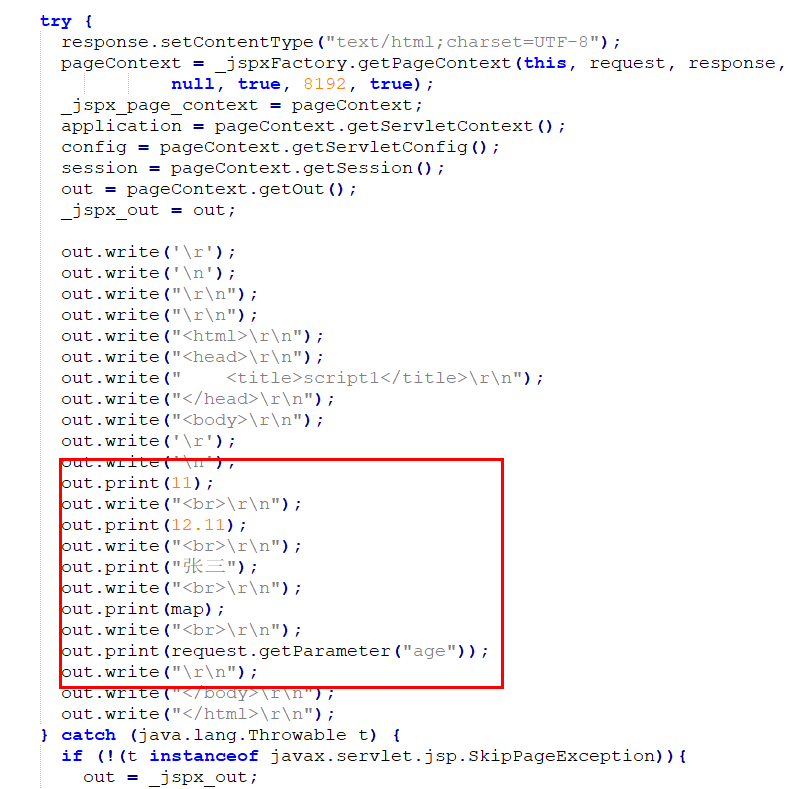 try {
response.setContentType("text/html;charset=UTF-8");
pageContext = _jspxFactory.getPageContext(this, request, response,
null, true, 8192, true);
_jspx_page_context = pageContext;
application = pageContext.getServletContext();
config = pageContext.getServletConfig();
session = pageContext.getSession();
out = pageContext.getOut();
_jspx_out = out;
out.write('\r');
out.write('\n');
out.write("\r\n");
out.write("\r\n");
out.write("<html>\r\n");
out.write("<head>\r\n");
out.write("    <title>script1</title>\r\n");
out.write("</head>\r\n");
out.write("<body>\r\n");
out.write('\r');
out.write('\n');
out.print(11);
out.write("<br>\r\n");
out.print(12.11);
out.write("<br>\r\n");
out.print("张三");
out.write("<br>\r\n");
out.print(map);
out.write("<br>\r\n");
out.print(request.getParameter("age"));
out.write("\r\n");
out.write("</body>\r\n");
out.write("</html>\r\n");
} catch (java.lang.Throwable t) {
if (!(t instanceof javax.servlet.jsp.SkipPageException)){
out = _jspx_out;